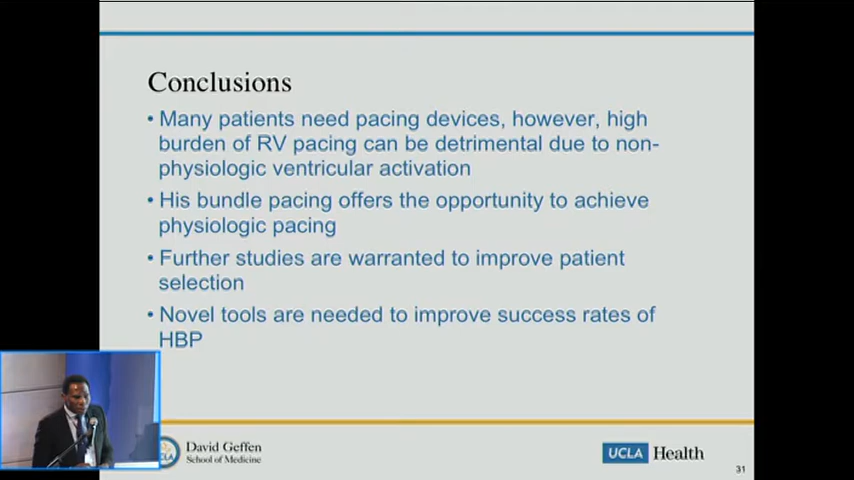 Conclusions
• Many patients need pacing devices, however, high
burden of RV pacing can be detrimental due to non-
physiologic ventricular activation
• His bundle pacing offers the opportunity to achieve
physiologic pacing
• Further studies are warranted to improve patient
selection
• Novel tools are needed to improve success rates of
HBP
David Geffen
School of Medicine
UCLA Health
31